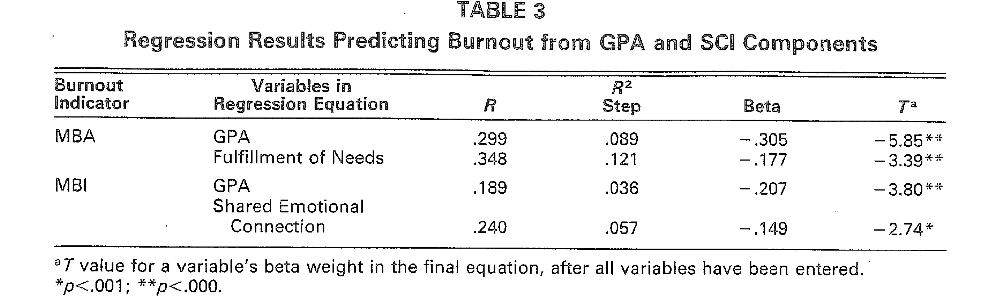 TABLE 3
Regression Results Predicting Burnout from GPA and SCI Components
Burnout Indicator Variables in Regression Equation R R² Step Beta Tᵃ
MBA GPA .299 .089 −.305 −5.85**
Fulfillment of Needs .348 .121 −.177 −3.39**
MBI GPA .189 .036 −.207 −3.80**
Shared Emotional
Connection .240 .057 −.149 −2.74*
ᵃT value for a variable's beta weight in the final equation, after all variables have been entered.
*p<.001; **p<.000.